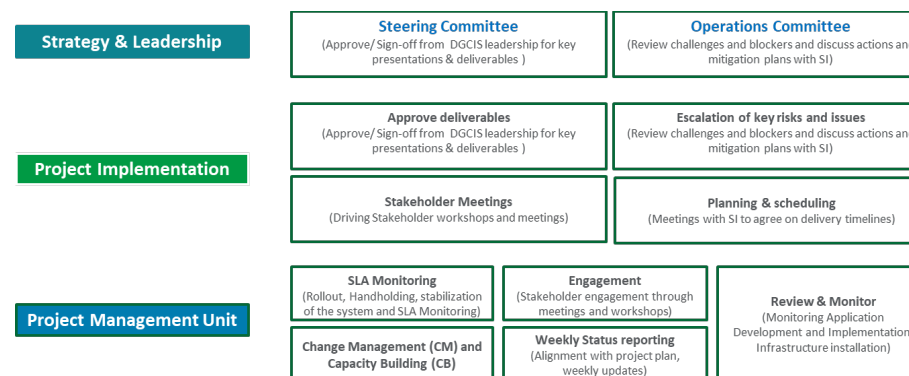 Strategy & Leadership
Steering Committee
(Approve/ Sign-off from DGCIS leadership for key
presentations & deliverables )
Operations Committee
(Review challenges and blockers and discuss actions an
mitigation plans with SI)
Project Implementation
Approve deliverables
(Approve/ Sign-off from DGCIS leadership for key
presentations & deliverables )
Escalation of key risks and issues
(Review challenges and blockers and discuss actions an
mitigation plans with SI)
Stakeholder Meetings
(Driving Stakeholder workshops and meetings)
Planning & scheduling
(Meetings with SI to agree on delivery timelines)
Project Management Unit
SLA Monitoring
(Rollout, Handholding, stabilization
of the system and SLA Monitoring)
Engagement
(Stakeholder engagement through
meetings and workshops)
Review & Monitor
(Monitoring Application
Development and Implementation
Infrastructure installation)
Change Management (CM) and
Capacity Building (CB)
Weekly Status reporting
(Alignment with project plan,
weekly updates)